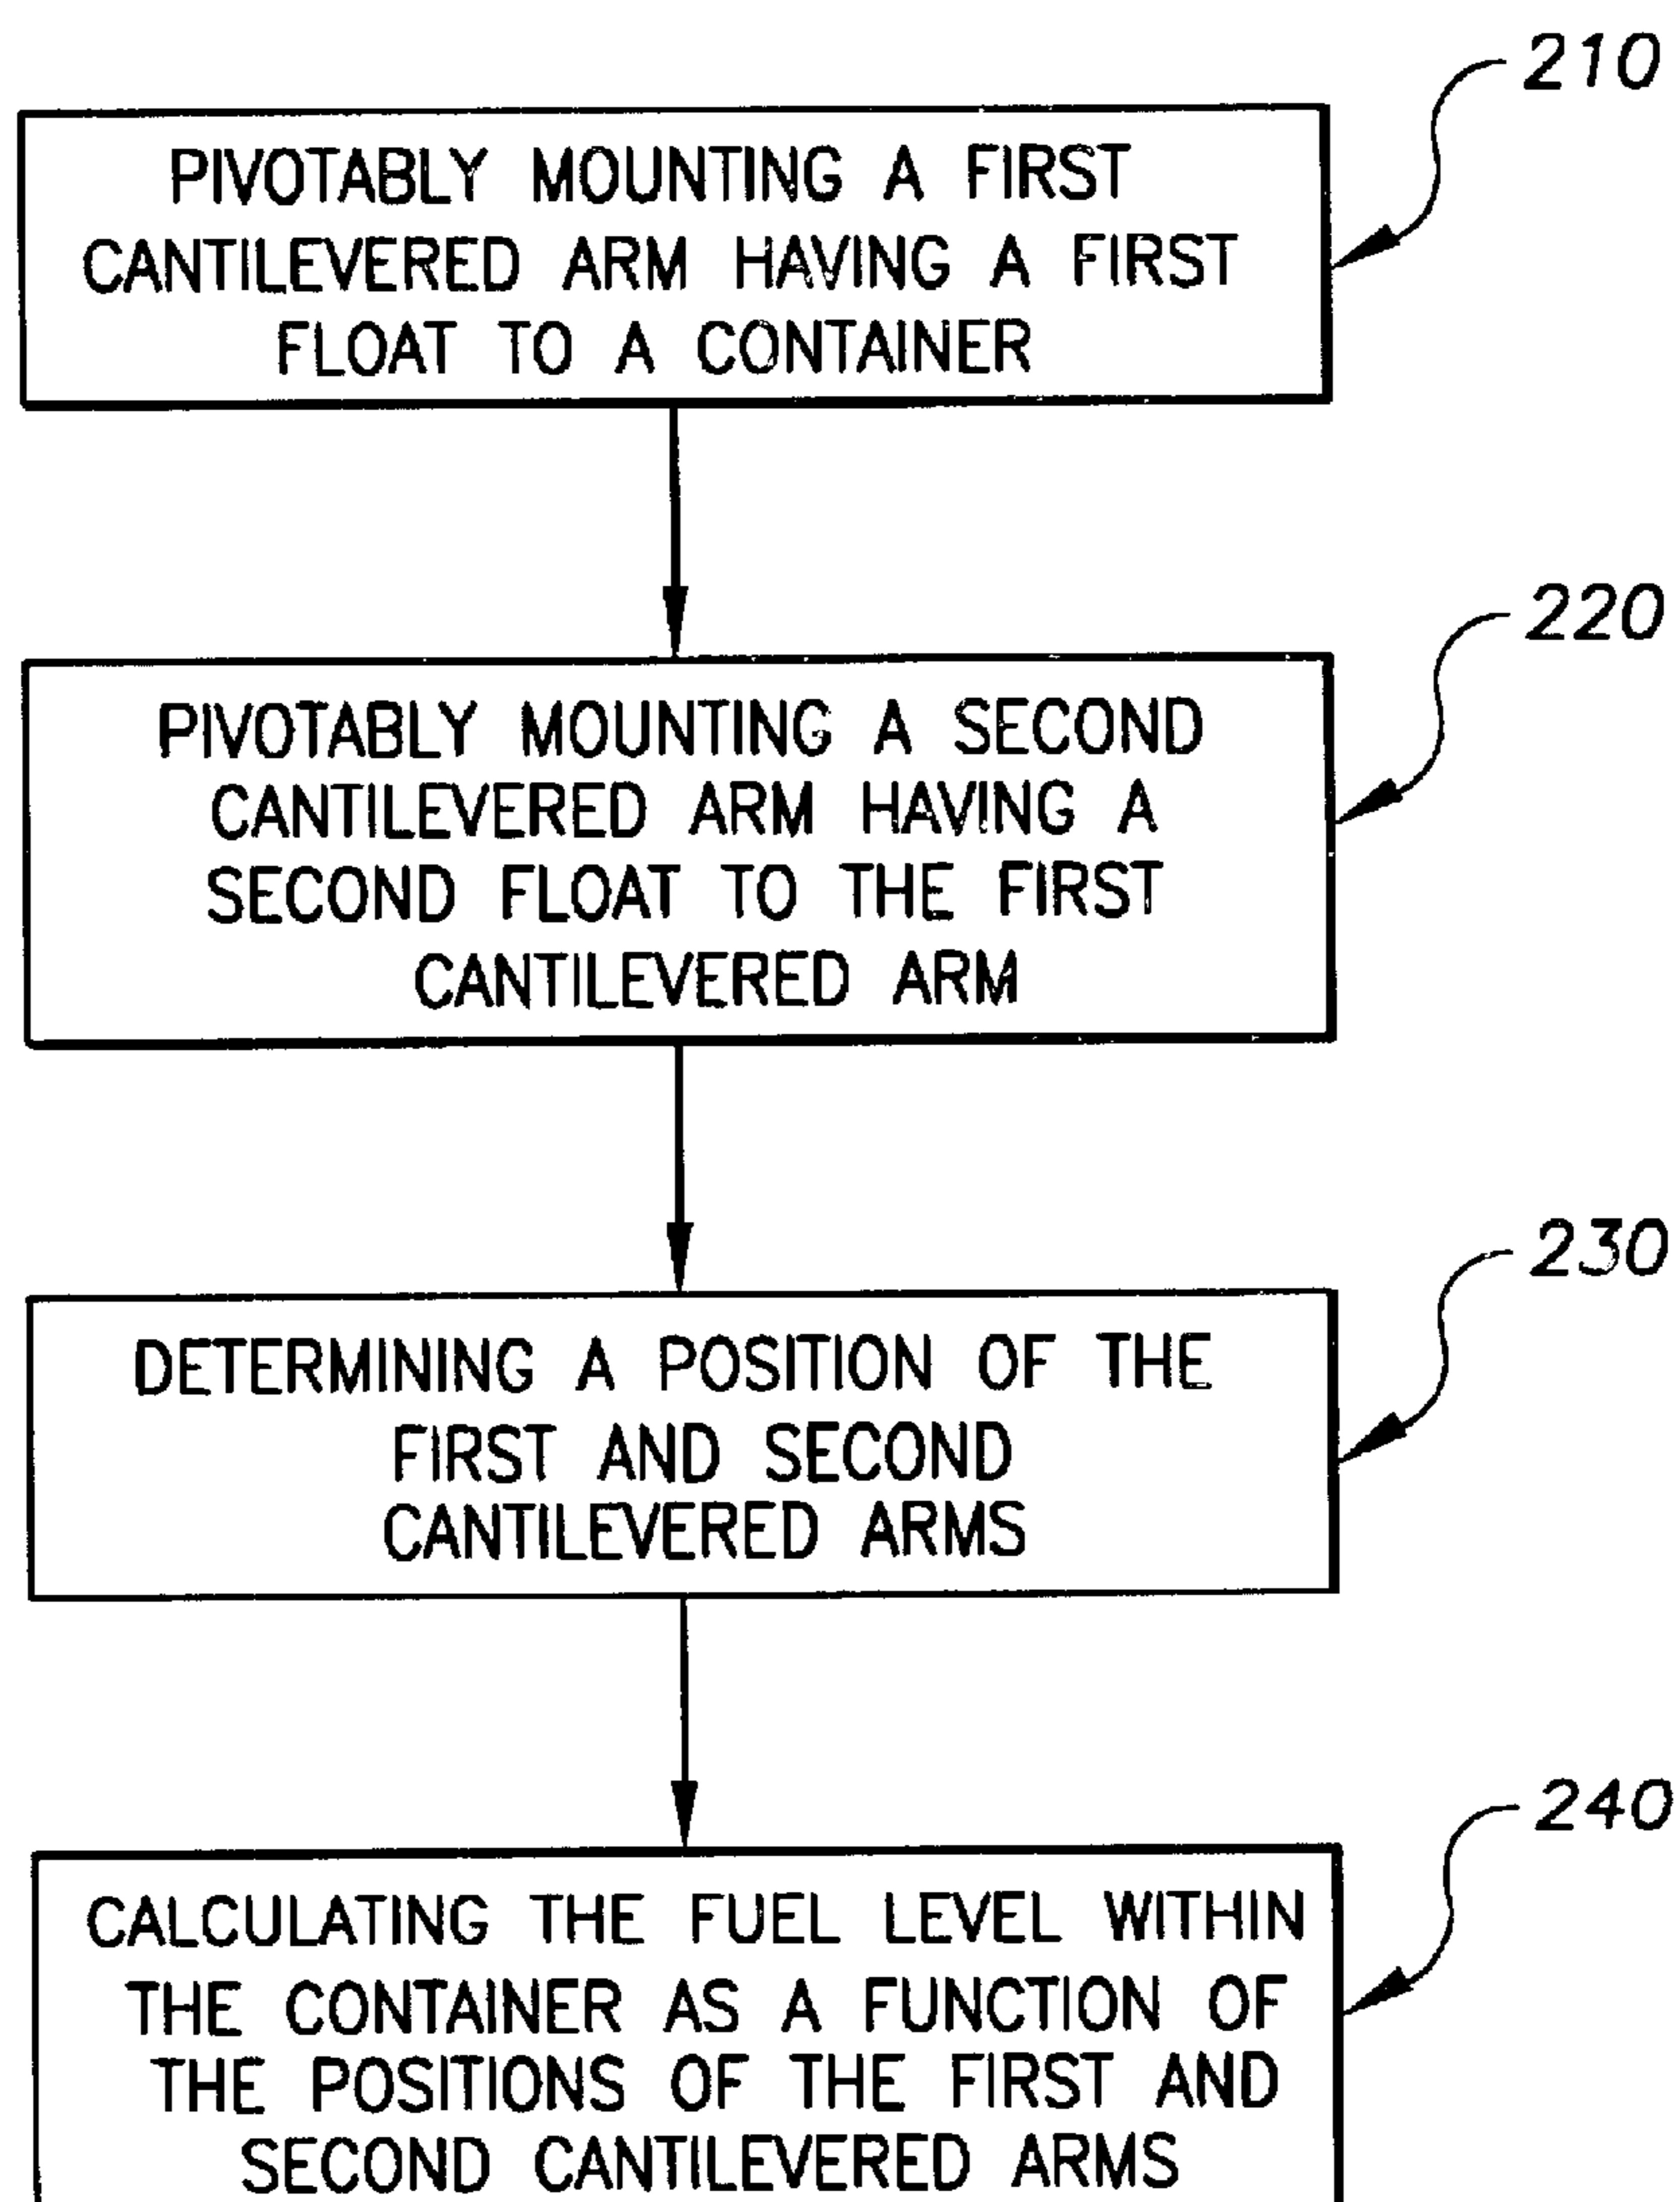 210
PIVOTABLY MOUNTING A FIRST
CANTILEVERED ARM HAVING A FIRST
FLOAT TO A CONTAINER
220
PIVOTABLY MOUNTING A SECOND
CANTILEVERED ARM HAVING A
SECOND FLOAT TO THE FIRST
CANTILEVERED ARM
230
DETERMINING A POSITION OF THE
FIRST AND SECOND
CANTILEVERED ARMS
240
CALCULATING THE FUEL LEVEL WITHIN
THE CONTAINER AS A FUNCTION OF
THE POSITIONS OF THE FIRST AND
SECOND CANTILEVERED ARMS